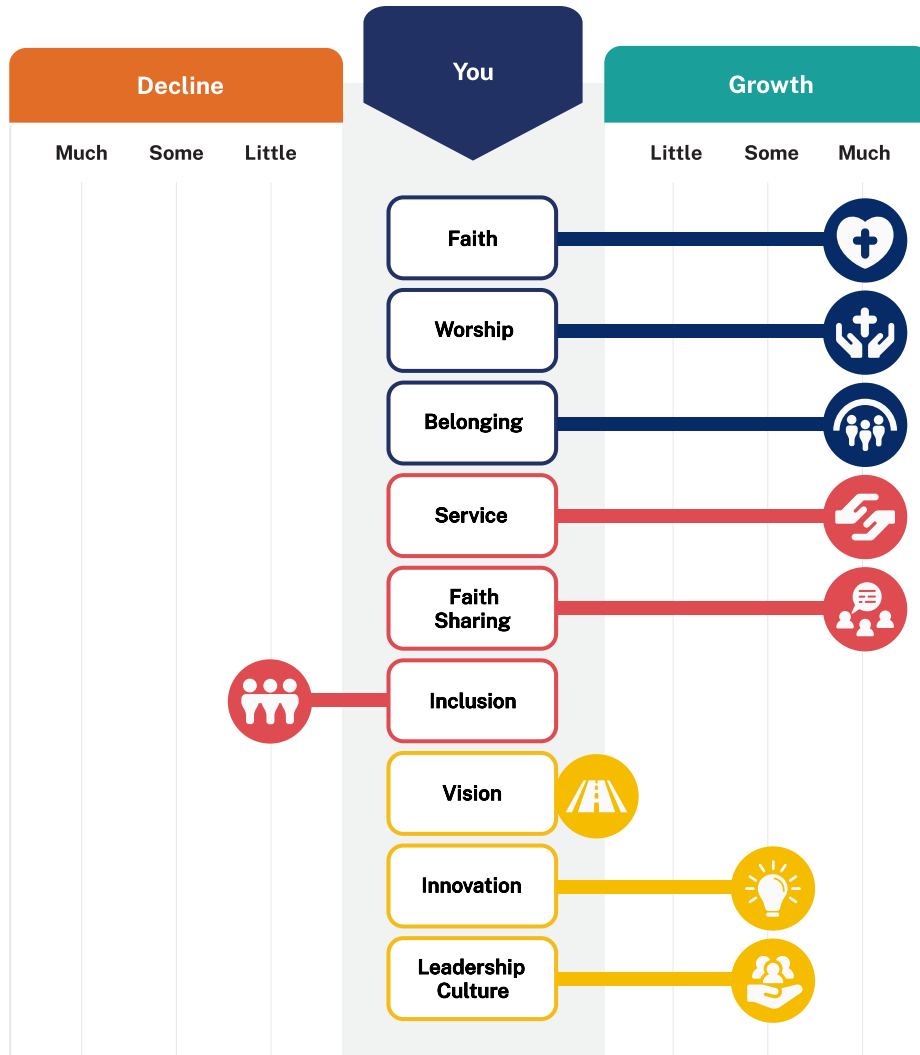 Decline
You
Growth
Much
Some
Little
Little
Some
Much
Faith
Worship
Belonging
Service
Faith
Sharing
Inclusion
Vision
Innovation
Leadership
Culture